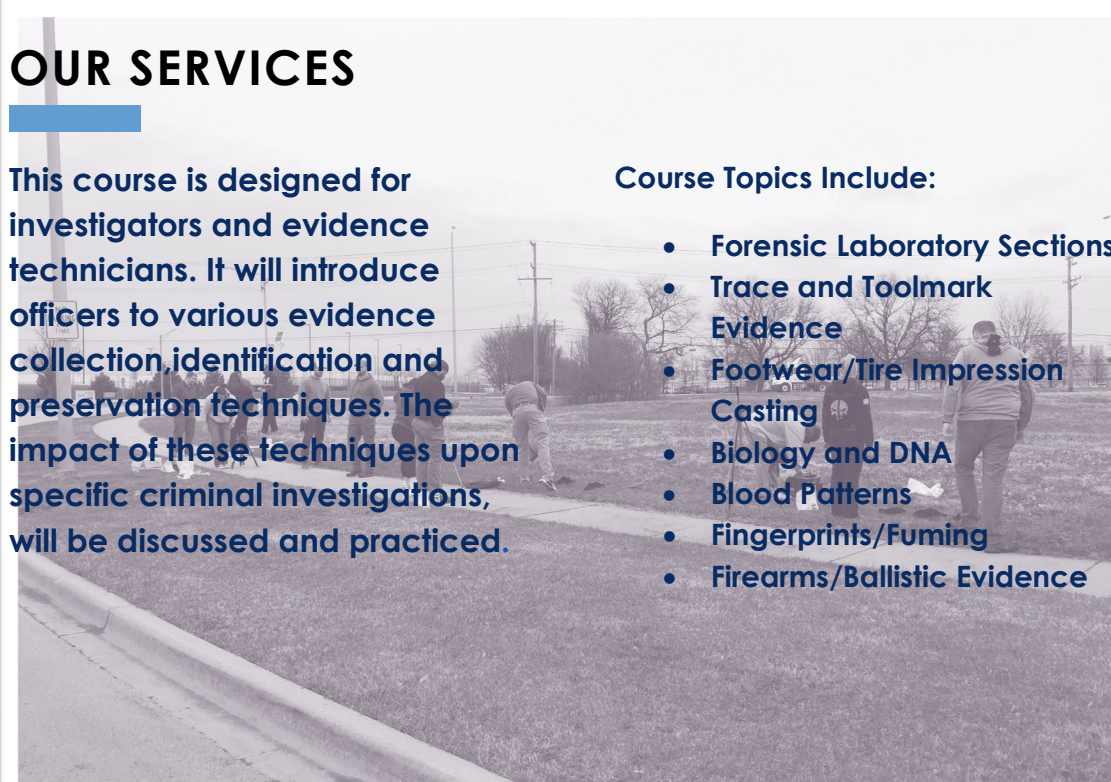 OUR SERVICES
This course is designed for
investigators and evidence
technicians. It will introduce
officers to various evidence
collection,identification and
preservation techniques. The
impact of these techniques upon
specific criminal investigations,
will be discussed and practiced.
Course Topics Include:
• Forensic Laboratory Sections
• Trace and Toolmark
Evidence
• Footwear/Tire Impression
Casting
• Biology and DNA
• Blood Patterns
• Fingerprints/Fuming
• Firearms/Ballistic Evidence
TIME